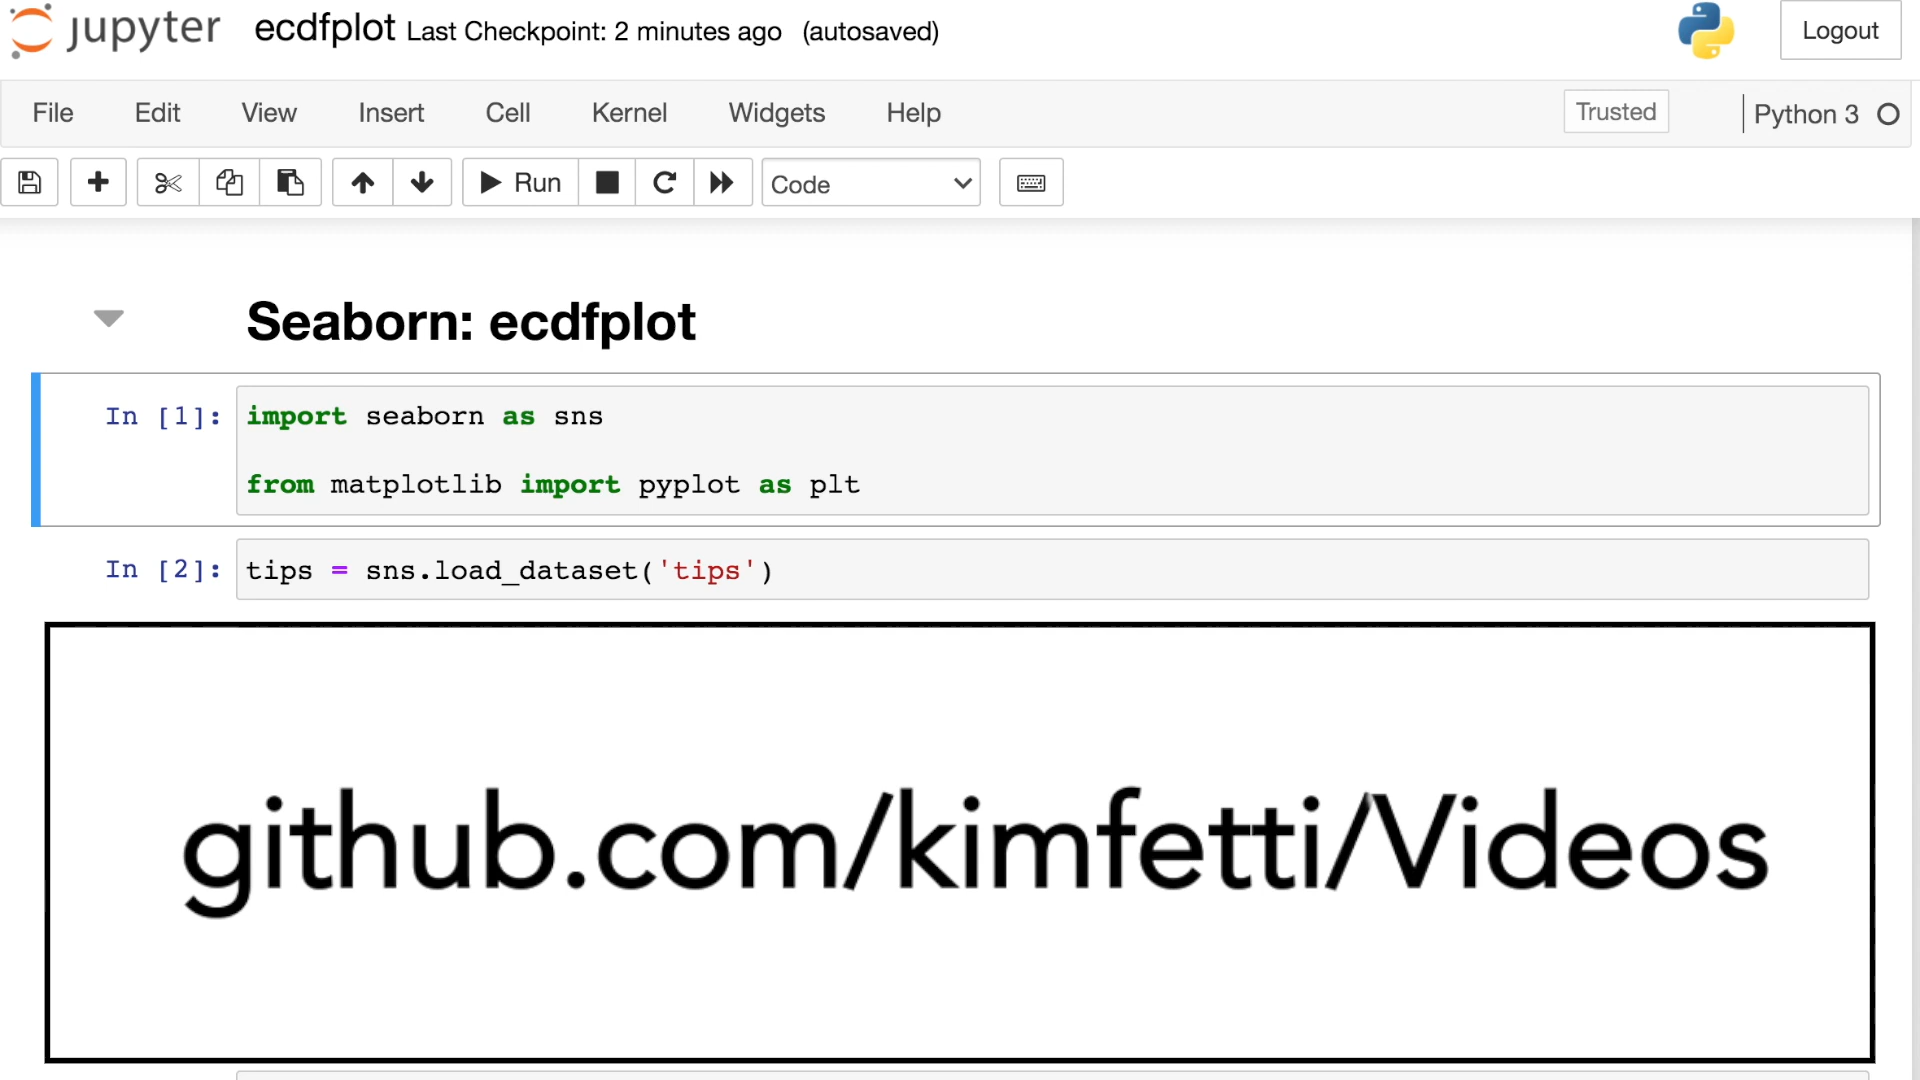 jupyter ecdfplot Last Checkpoint: 2 minutes ago (autosaved) Logout
File Edit View Insert Cell Kernel Widgets Help Trusted Python 3
Run Code
Seaborn: ecdfplot
In [1]: import seaborn as sns
from matplotlib import pyplot as plt
In [2]: tips = sns.load_dataset('tips')
github.com/kimfetti/Videos